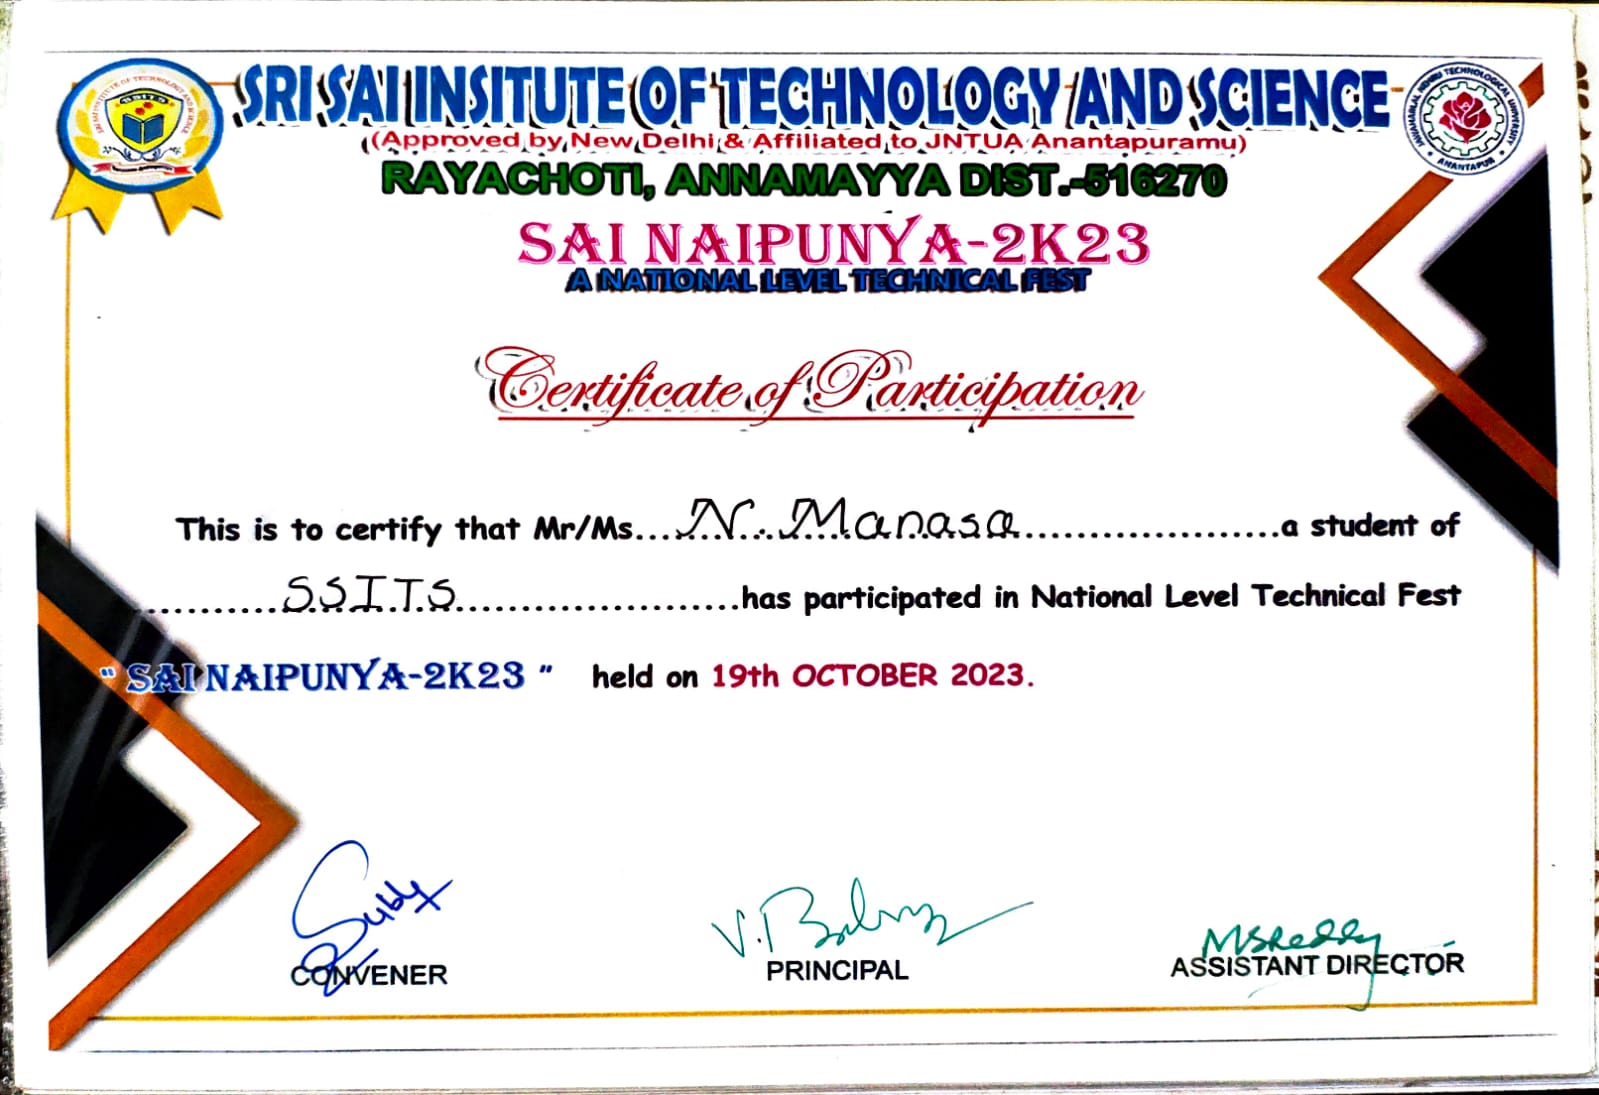 SRI SAI INSITUTE OF TECHNOLOGY AND SCIENCE
(Approved by New Delhi & Affiliated to JNTUA Anantapuramu)
RAYACHOTI, ANNAMAYYA DIST.-516270
SAI NAIPUNYA-2K23
A NATIONAL LEVEL TECHNICAL FEST
Certificate of Participation
This is to certify that Mr/Ms...N. Manasa....................a student of
..........SSITS......................has participated in National Level Technical Fest
"SAI NAIPUNYA-2K23" held on 19th OCTOBER 2023.
MSReddy
CONVENER PRINCIPAL ASSISTANT DIRECTOR